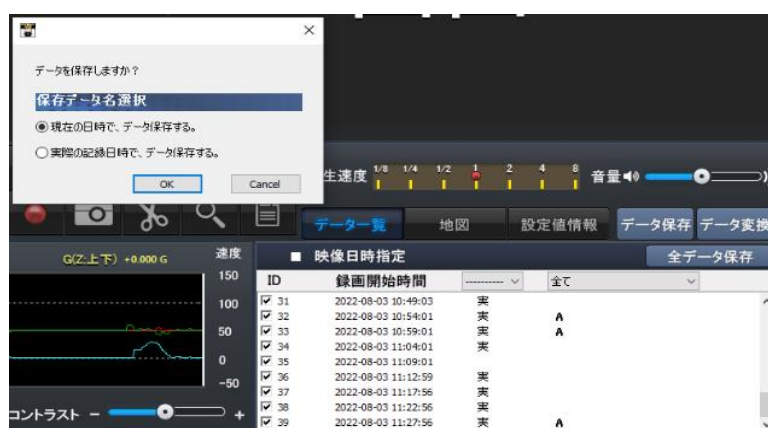 データを保存しますか？
保存データ名選択
現在の日時で、データ保存する。
実際の記録日時で、データ保存する。
OK
Cancel
生速度 1/8 1/4 1/2 1 2 4 8 音量
データ一覧 地図 設定値情報 データ保存 データ変換
G(Z:上下) +0.000 G 速度
150
100
50
0
-50
コントラスト - +
■ 映像日時指定 全データ保存
ID 録画開始時間 ---------- 全て
31 2022-08-03 10:49:03 実
32 2022-08-03 10:54:01 A
33 2022-08-03 10:59:01 A
34 2022-08-03 11:04:01 実
35 2022-08-03 11:09:01
36 2022-08-03 11:12:59 実
37 2022-08-03 11:17:56 実
38 2022-08-03 11:22:56 実
39 2022-08-03 11:27:56 実 A